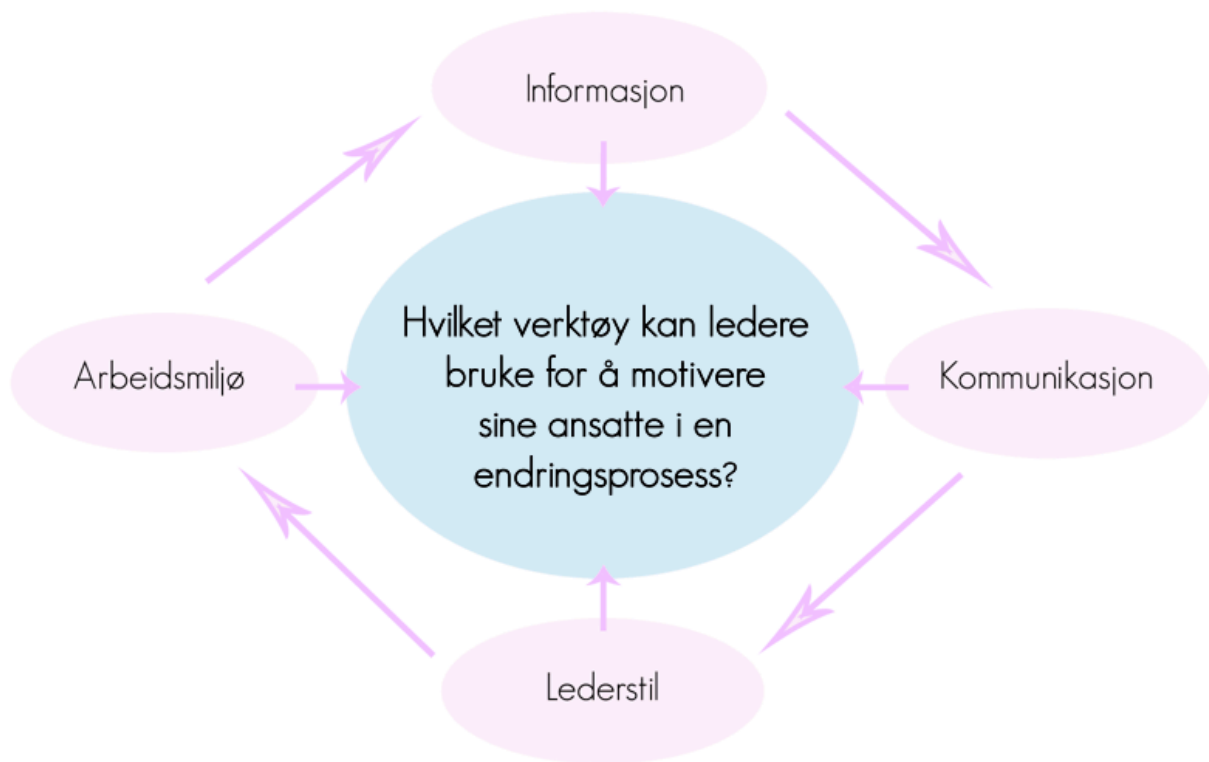 Informasjon
Hvilket verktøy kan ledere
bruke for å motivere
sine ansatte i en
endringsprosess?
Arbeidsmiljø
Kommunikasjon
Lederstil